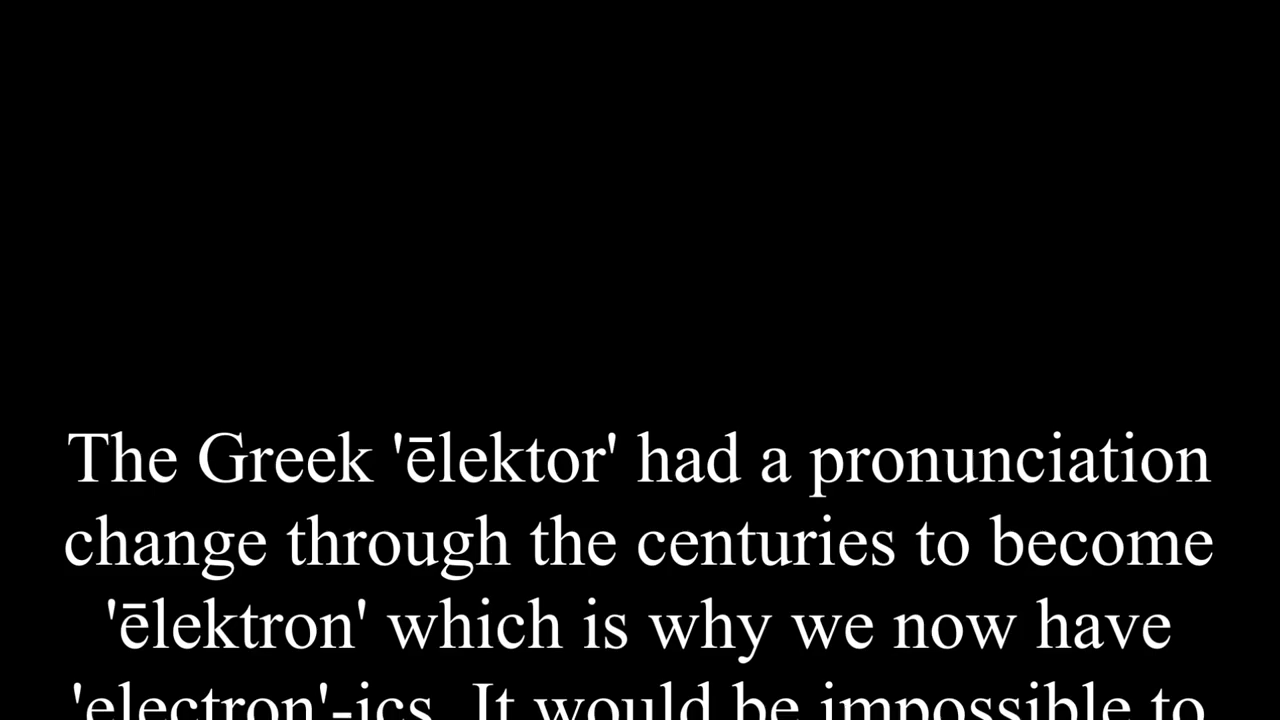 The Greek 'ēlektor' had a pronunciation
change through the centuries to become
'ēlektron' which is why we now have
'electron'-ics. It would be impossible to